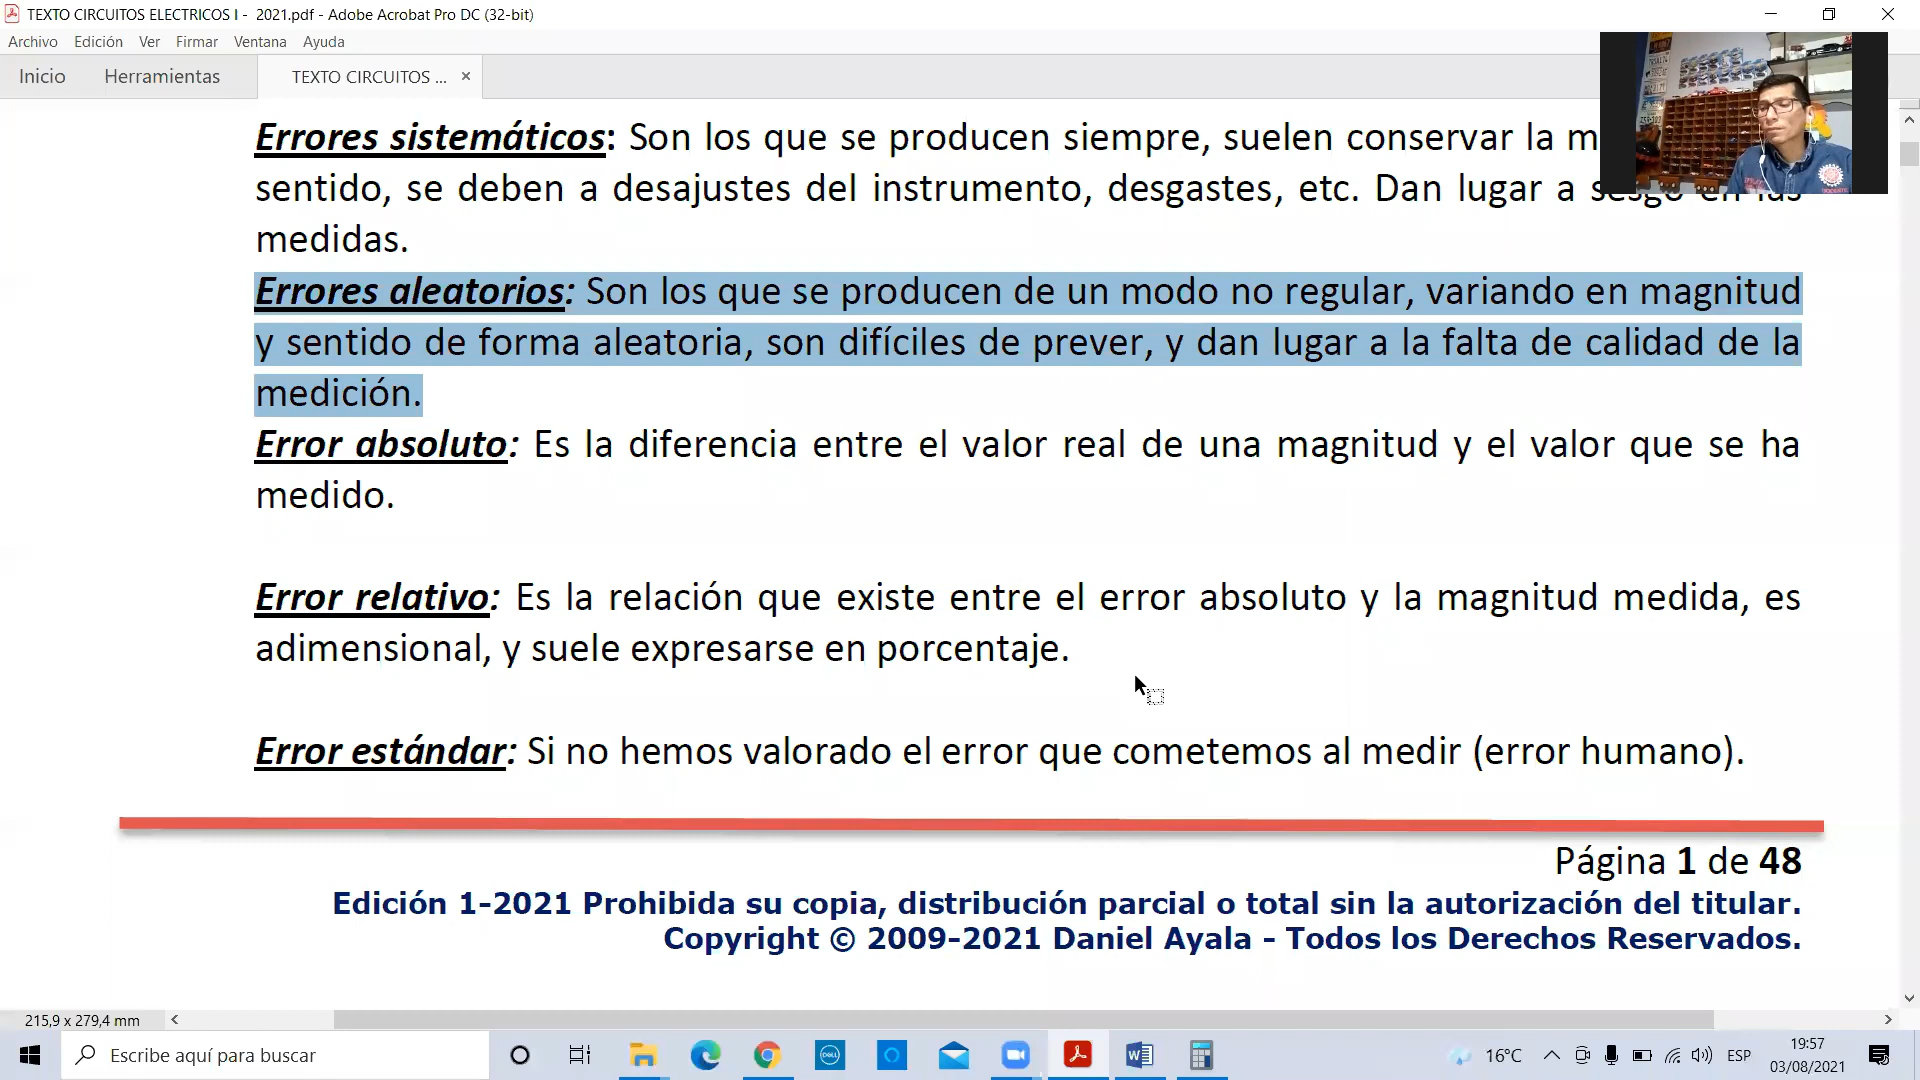 TEXTO CIRCUITOS ELECTRICOS I - 2021.pdf - Adobe Acrobat Pro DC (32-bit)
Archivo Edición Ver Firmar Ventana Ayuda
Inicio Herramientas TEXTO CIRCUITOS ... ×
Errores sistemáticos: Son los que se producen siempre, suelen conservar la
sentido, se deben a desajustes del instrumento, desgastes, etc. Dan lugar a sesgo en las
medidas.
Errores aleatorios: Son los que se producen de un modo no regular, variando en magnitud
y sentido de forma aleatoria, son difíciles de prever, y dan lugar a la falta de calidad de la
medición.
Error absoluto: Es la diferencia entre el valor real de una magnitud y el valor que se ha
medido.
Error relativo: Es la relación que existe entre el error absoluto y la magnitud medida, es
adimensional, y suele expresarse en porcentaje.
Error estándar: Si no hemos valorado el error que cometemos al medir (error humano).
Página 1 de 48
Edición 1-2021 Prohibida su copia, distribución parcial o total sin la autorización del titular.
Copyright © 2009-2021 Daniel Ayala - Todos los Derechos Reservados.
215,9 x 279,4 mm
Escribe aquí para buscar
DELL
16°C
ESP
19:57
03/08/2021